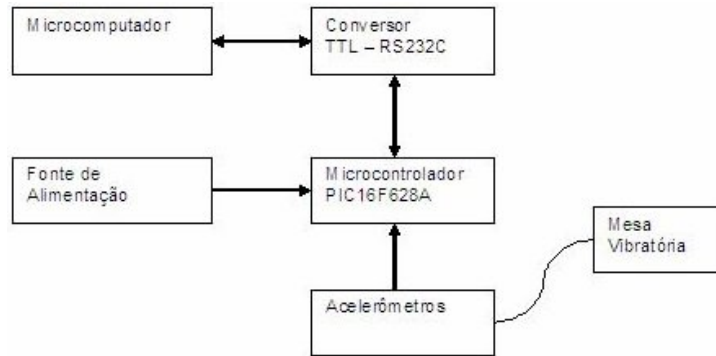 Microcomputador
Conversor
TTL – RS232C
Fonte de
Alimentação
Microcontrolador
PIC16F628A
Mesa
Vibratória
Acelerômetros